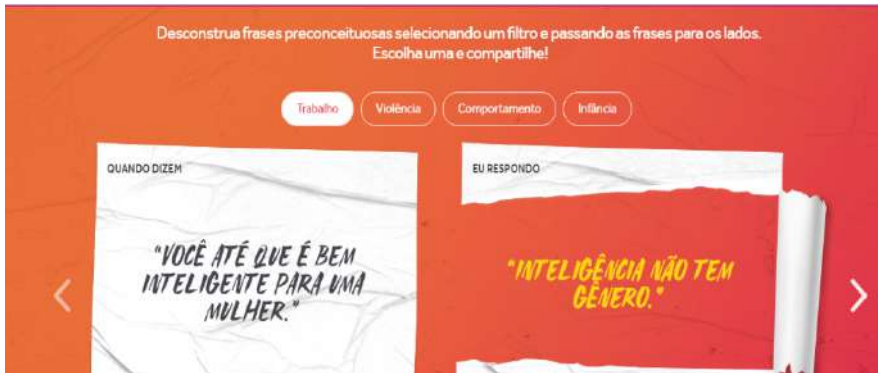 Desconstrua frases preconceituosas selecionando um filtro e passando as frases para os lados.
Escolha uma e compartilhe!
Trabalho
Violência
Comportamento
Infância
QUANDO DIZEM
"VOCÊ ATÉ QUE É BEM
INTELIGENTE PARA UMA
MULHER."
EU RESPONDO
"INTELIGÊNCIA NÃO TEM
GÊNERO."